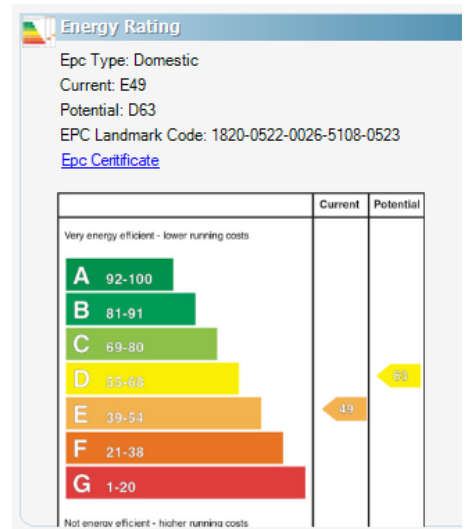 Energy Rating
Epc Type: Domestic
Current: E49
Potential: D63
EPC Landmark Code: 1820-0522-0026-5108-0523
Epc Ceritificate
Current Potential
Very energy efficient - lower running costs
A 92-100
B 81-91
C 69-80
D 55-68
63
E 39-54
49
F 21-38
G 1-20
Not energy efficient - higher running costs